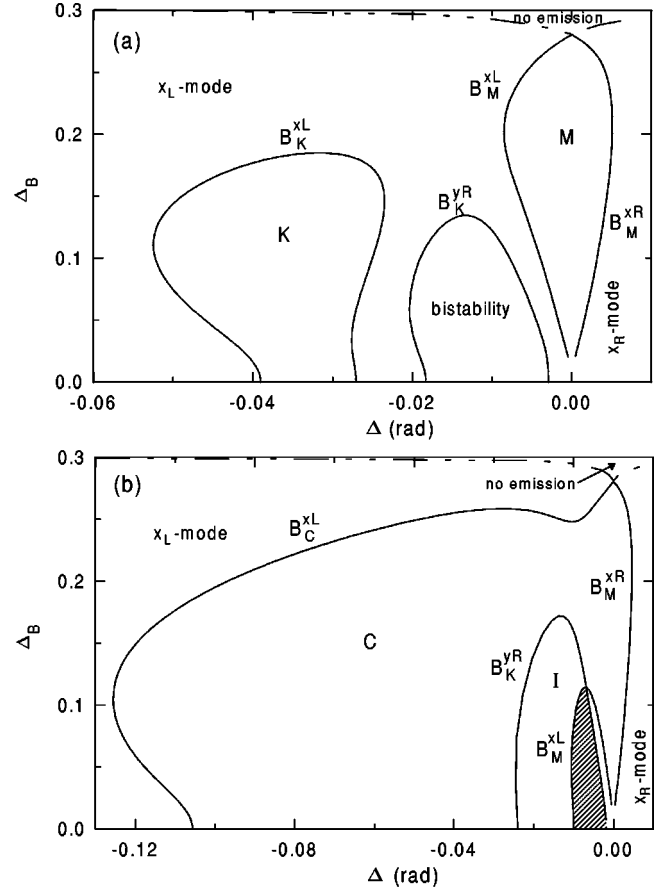 0.3
(a)
no emission
x_L-mode
B_M^xL
0.2
B_K^xL
M
Δ_B
B_K^yR
B_M^xR
K
0.1
bistability
x_R-mode
0.0
-0.06 -0.04 -0.02 0.00
Δ (rad)
0.3
(b)
no emission
x_L-mode
B_C^xL
0.2
B_M^xR
Δ_B
C
B_K^yR
I
0.1
B_M^xL
x_R-mode
0.0
-0.12 -0.08 -0.04 0.00
Δ (rad)